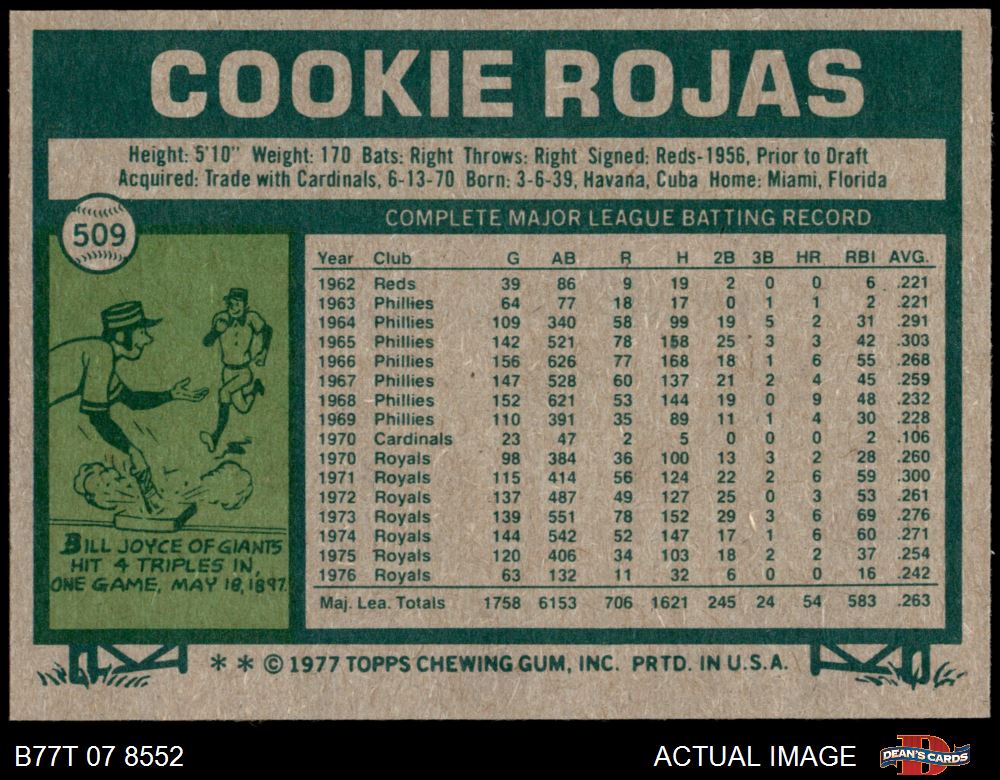 COOKIE ROJAS
Height: 5'10" Weight: 170 Bats: Right Throws: Right Signed: Reds-1956, Prior to Draft
Acquired: Trade with Cardinals, 6-13-70 Born: 3-6-39, Havana, Cuba Home: Miami, Florida
509
COMPLETE MAJOR LEAGUE BATTING RECORD
Year Club G AB R H 2B 3B HR RBI AVG.
1962 Reds 39 86 9 19 2 0 0 6 .221
1963 Phillies 64 77 18 17 0 1 1 2 .221
1964 Phillies 109 340 58 99 19 5 2 31 .291
1965 Phillies 142 521 78 158 25 3 3 42 .303
1966 Phillies 156 626 77 168 18 1 6 55 .268
1967 Phillies 147 528 60 137 21 2 4 45 .259
1968 Phillies 152 621 53 144 19 0 9 48 .232
1969 Phillies 110 391 35 89 11 1 4 30 .228
1970 Cardinals 23 47 2 5 0 0 0 2 .106
1970 Royals 98 384 36 100 13 3 2 28 .260
1971 Royals 115 414 56 124 22 2 6 59 .300
1972 Royals 137 487 49 127 25 0 3 53 .261
1973 Royals 139 551 78 152 29 3 6 69 .276
1974 Royals 144 542 52 147 17 1 6 60 .271
1975 Royals 120 406 34 103 18 2 2 37 .254
1976 Royals 63 132 11 32 6 0 0 16 .242
Maj. Lea. Totals 1758 6153 706 1621 245 24 54 583 .263
BILL JOYCE OF GIANTS
HIT 4 TRIPLES IN
ONE GAME, MAY 18, 1897.
* * © 1977 TOPPS CHEWING GUM, INC. PRTD. IN U.S.A.
B77T 07 8552
ACTUAL IMAGE
D
DEAN'S CARDS